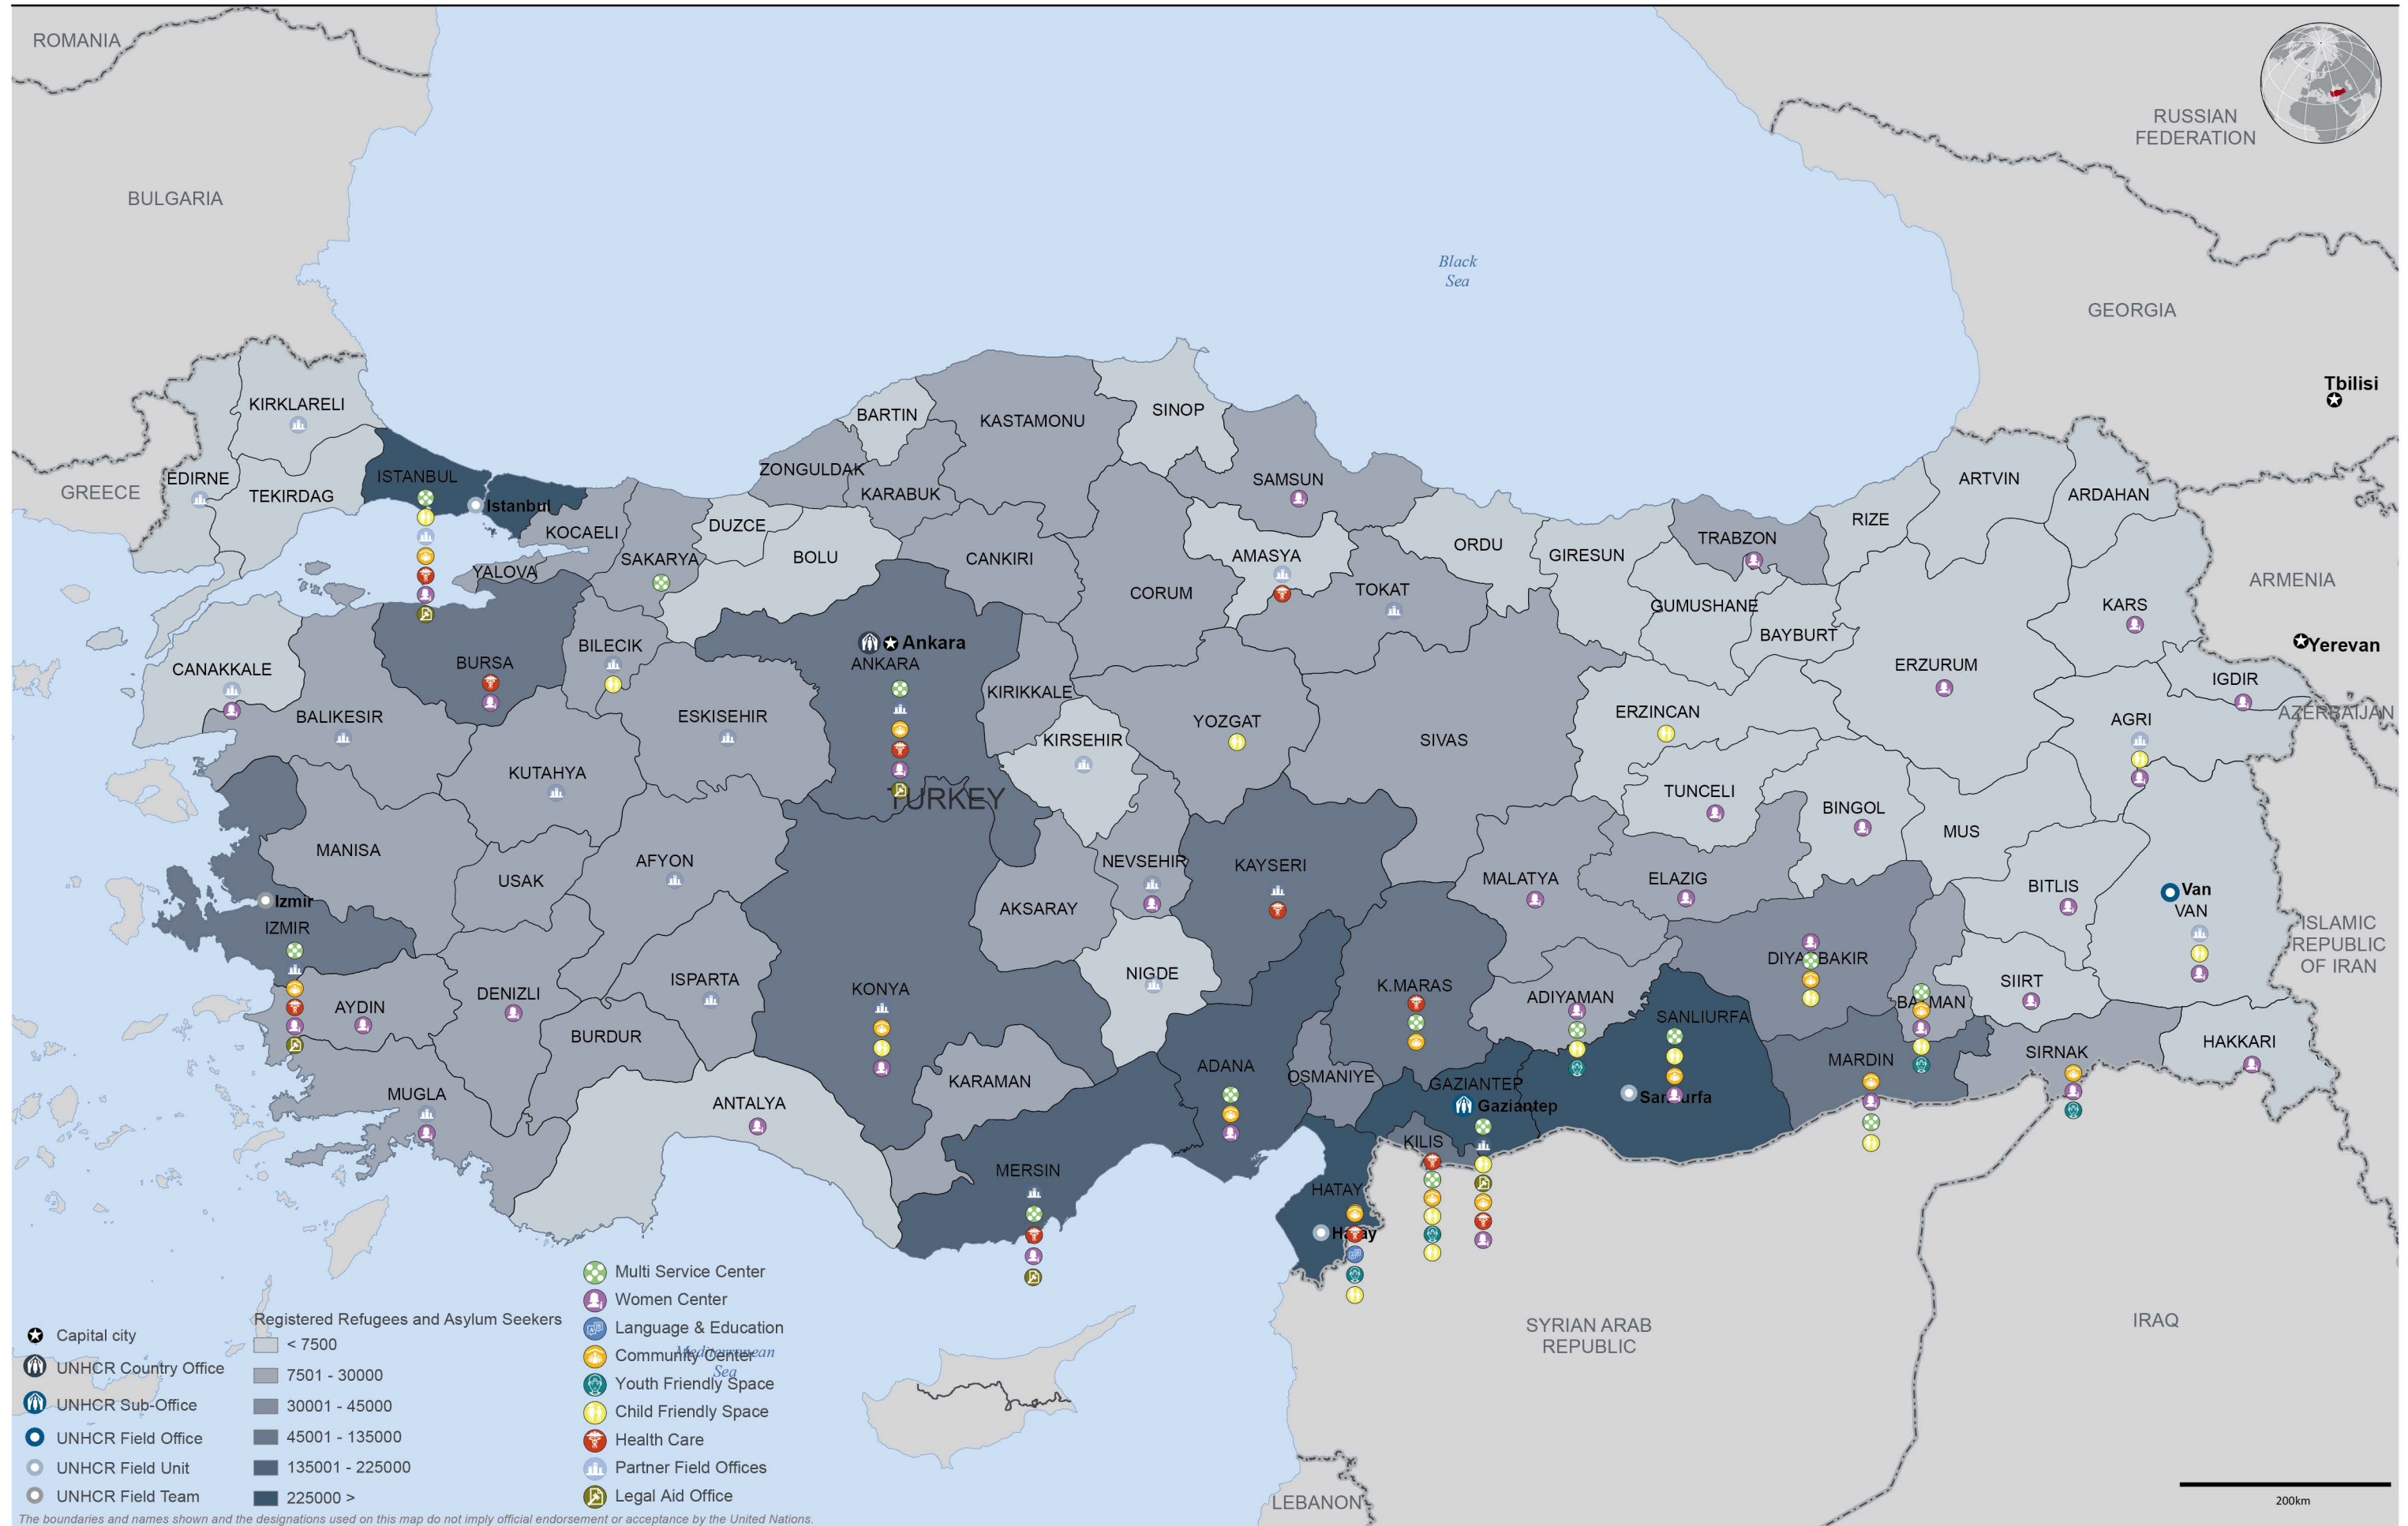 ROMANIA
BULGARIA
GREECE
RUSSIAN
FEDERATION
GEORGIA
Tbilisi
ARMENIA
Yerevan
AZERBAIJAN
ISLAMIC
REPUBLIC
OF IRAN
IRAQ
SYRIAN ARAB
REPUBLIC
LEBANON
Black
Sea
Mediterranean
Sea
TURKEY
KIRKLARELI
EDIRNE
TEKIRDAG
ISTANBUL
Istanbul
KOCAELI
YALOVA
SAKARYA
DUZCE
BOLU
ZONGULDAK
BARTIN
KARABUK
KASTAMONU
SINOP
CANKIRI
CORUM
SAMSUN
AMASYA
TOKAT
ORDU
GIRESUN
TRABZON
RIZE
ARTVIN
ARDAHAN
GUMUSHANE
BAYBURT
KARS
IGDIR
ERZURUM
AGRI
ERZINCAN
CANAKKALE
BALIKESIR
BURSA
BILECIK
ESKISEHIR
Ankara
ANKARA
KIRIKKALE
KIRSEHIR
YOZGAT
SIVAS
TUNCELI
BINGOL
MUS
KUTAHYA
MANISA
USAK
AFYON
Izmir
IZMIR
AYDIN
DENIZLI
ISPARTA
BURDUR
MUGLA
ANTALYA
KONYA
KARAMAN
AKSARAY
NEVSEHIR
NIGDE
KAYSERI
MALATYA
ELAZIG
DIYARBAKIR
BITLIS
Van
VAN
SIIRT
BATMAN
HAKKARI
SIRNAK
MARDIN
K.MARAS
ADIYAMAN
SANLIURFA
Sanliurfa
ADANA
OSMANIYE
GAZIANTEP
Gaziantep
KILIS
HATAY
Hatay
MERSIN
Capital city
UNHCR Country Office
UNHCR Sub-Office
UNHCR Field Office
UNHCR Field Unit
UNHCR Field Team
Registered Refugees and Asylum Seekers
< 7500
7501 - 30000
30001 - 45000
45001 - 135000
135001 - 225000
225000 >
Multi Service Center
Women Center
Language & Education
Community Center
Youth Friendly Space
Child Friendly Space
Health Care
Partner Field Offices
Legal Aid Office
200km
The boundaries and names shown and the designations used on this map do not imply official endorsement or acceptance by the United Nations.